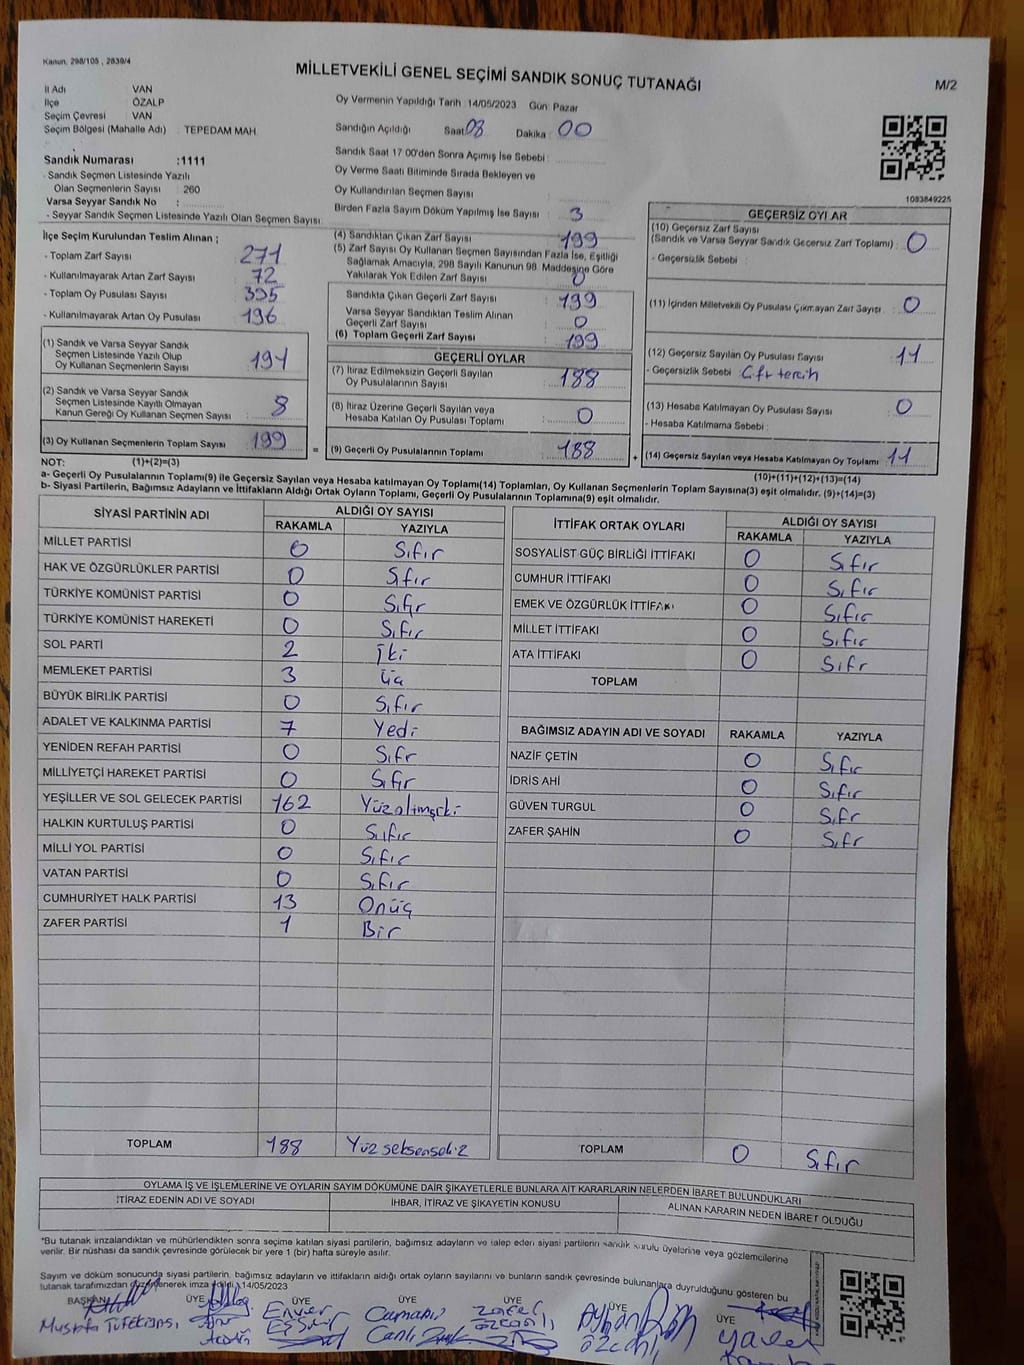 Kanun, 298/105 , 2839/4
MİLLETVEKİLİ GENEL SEÇİMİ SANDIK SONUÇ TUTANAĞI
M/2
İl Adı VAN
İlçe ÖZALP
Seçim Çevresi VAN
Seçim Bölgesi (Mahalle Adı) : TEPEDAM MAH.
Sandık Numarası :1111
- Sandık Seçmen Listesinde Yazılı
Olan Seçmenlerin Sayısı : 260
Varsa Seyyar Sandık No :
- Seyyar Sandık Seçmen Listesinde Yazılı Olan Seçmen Sayısı:
Oy Vermenin Yapıldığı Tarih :14/05/2023 Gün: Pazar
Sandığın Açıldığı Saat: 08 Dakika : 00
Sandık Saat 17 00'den Sonra Açımış İse Sebebi :
Oy Verme Saati Bitiminde Sırada Bekleyen ve
Oy Kullandırılan Seçmen Sayısı :
Birden Fazla Sayım Döküm Yapılmış İse Sayısı : 3
1083849225
İlçe Seçim Kurulundan Teslim Alınan ;
- Toplam Zarf Sayısı : 271
- Kullanılmayarak Artan Zarf Sayısı : 72
- Toplam Oy Pusulası Sayısı : 395
- Kullanılmayarak Artan Oy Pusulası : 196
(1) Sandık ve Varsa Seyyar Sandık
Seçmen Listesinde Yazılı Olup
Oy Kullanan Seçmenlerin Sayısı : 191
(2) Sandık ve Varsa Seyyar Sandık
Seçmen Listesinde Kayıtlı Olmayan
Kanun Gereği Oy Kullanan Seçmen Sayısı : 8
(3) Oy Kullanan Seçmenlerin Toplam Sayısı : 199
(4) Sandıktan Çıkan Zarf Sayısı : 199
(5) Zarf Sayısı Oy Kullanan Seçmen Sayısından Fazla İse, Eşitliği
Sağlamak Amacıyla, 298 Sayılı Kanunun 98. Maddesine Göre
Yakılarak Yok Edilen Zarf Sayısı : 0
Sandıkta Çıkan Geçerli Zarf Sayısı : 199
Varsa Seyyar Sandıktan Teslim Alınan
Geçerli Zarf Sayısı : 0
(6) Toplam Geçerli Zarf Sayısı : 199
GEÇERLİ OYLAR
(7) İtiraz Edilmeksizin Geçerli Sayılan
Oy Pusulalarının Sayısı : 188
(8) İtiraz Üzerine Geçerli Sayılan veya
Hesaba Katılan Oy Pusulaları Toplamı : 0
= (9) Geçerli Oy Pusulalarının Toplamı : 188
GEÇERSİZ OYLAR
(10) Geçersiz Zarf Sayısı
(Sandık ve Varsa Seyyar Sandık Gecersiz Zarf Toplamı) : 0
- Geçersizlik Sebebi :
(11) İçinden Milletvekili Oy Pusulası Çıkmayan Zarf Sayısı : 0
(12) Geçersiz Sayılan Oy Pusulası Sayısı : 11
- Geçersizlik Sebebi : Çift tercih
(13) Hesaba Katılmayan Oy Pusulası Sayısı : 0
- Hesaba Katılmama Sebebi :
+ (14) Geçersiz Sayılan veya Hesaba Katılmayan Oy Toplamı : 11
NOT: (1)+(2)=(3)
(10)+(11)+(12)+(13)=(14)
a- Geçerli Oy Pusulalarının Toplamı(9) ile Geçersiz Sayılan veya Hesaba katılmayan Oy Toplamı(14) Toplamları, Oy Kullanan Seçmenlerin Toplam Sayısına(3) eşit olmalıdır. (9)+(14)=(3)
b- Siyasi Partilerin, Bağımsız Adayların ve İttifakların Aldığı Ortak Oyların Toplamı, Geçerli Oy Pusulalarının Toplamına(9) eşit olmalıdır.
SİYASİ PARTİNİN ADI ALDIĞI OY SAYISI
RAKAMLA YAZIYLA
MİLLET PARTİSİ 0 Sıfır
HAK VE ÖZGÜRLÜKLER PARTİSİ 0 Sıfır
TÜRKİYE KOMÜNİST PARTİSİ 0 Sıfır
TÜRKİYE KOMÜNİST HAREKETİ 0 Sıfır
SOL PARTİ 2 İki
MEMLEKET PARTİSİ 3 Üç
BÜYÜK BİRLİK PARTİSİ 0 Sıfır
ADALET VE KALKINMA PARTİSİ 7 Yedi
YENİDEN REFAH PARTİSİ 0 Sıfr
MİLLİYETÇİ HAREKET PARTİSİ 0 Sıfır
YEŞİLLER VE SOL GELECEK PARTİSİ 162 Yüzaltmışiki
HALKIN KURTULUŞ PARTİSİ 0 Sıfır
MİLLİ YOL PARTİSİ 0 Sıfır
VATAN PARTİSİ 0 Sıfır
CUMHURİYET HALK PARTİSİ 13 Onüç
ZAFER PARTİSİ 1 Bir
TOPLAM 188 Yüz seksensekiz
İTTİFAK ORTAK OYLARI ALDIĞI OY SAYISI
RAKAMLA YAZIYLA
SOSYALİST GÜÇ BİRLİĞİ İTTİFAKI 0 Sıfır
CUMHUR İTTİFAKI 0 Sıfır
EMEK VE ÖZGÜRLÜK İTTİFAKI 0 Sıfır
MİLLET İTTİFAKI 0 Sıfır
ATA İTTİFAKI 0 Sıfr
TOPLAM
BAĞIMSIZ ADAYIN ADI VE SOYADI RAKAMLA YAZIYLA
NAZİF ÇETİN 0 Sıfır
İDRİS AHİ 0 Sıfır
GÜVEN TURGUL 0 Sıfr
ZAFER ŞAHİN 0 Sıfr
TOPLAM 0 Sıfır
OYLAMA İŞ VE İŞLEMLERİNE VE OYLARIN SAYIM DÖKÜMÜNE DAİR ŞİKAYETLERLE BUNLARA AİT KARARLARIN NELERDEN İBARET BULUNDUKLARI
İTİRAZ EDENİN ADI VE SOYADI İHBAR, İTİRAZ VE ŞİKAYETİN KONUSU ALINAN KARARIN NEDEN İBARET OLDUĞU
*Bu tutanak imzalandıktan ve mühürlendikten sonra seçime katılan siyasi partilerin, bağımsız adayların ve talep eden siyasi partilerin sandık kurulu üyelerine veya gözlemcilerine
verilir. Bir nüshası da sandık çevresinde görülecek bir yere 1 (bir) hafta süreyle asılır.
Sayım ve döküm sonucunda siyasi partilerin, bağımsız adayların ve ittifakların aldığı ortak oyların sayılarını ve bunların sandık çevresinde bulunanlara duyrulduğunu gösteren bu
tutanak tarafımızdan düzenlenerek imza edildi. 14/05/2023
BAŞKAN ÜYE ÜYE ÜYE ÜYE ÜYE ÜYE
Mustafa
Enver
Osmanı
Canlı
Zafer
Özcanlı
Ayhan
Özcanlı
Yaver